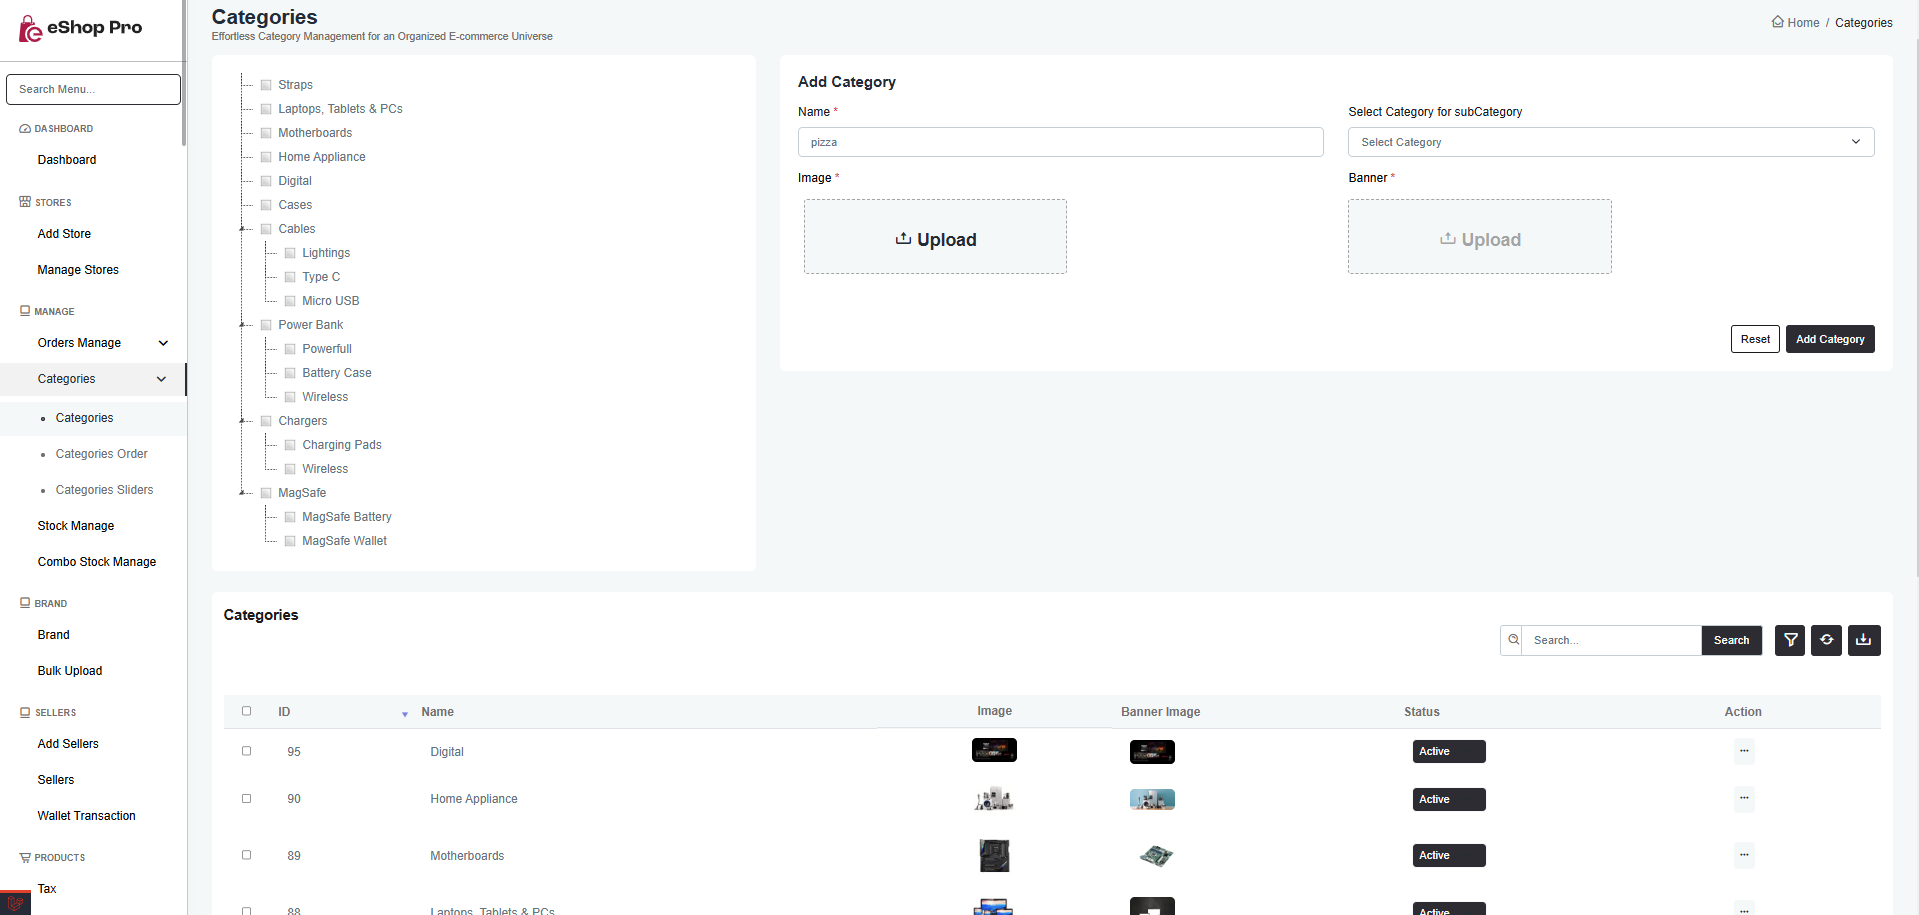 eShop Pro
Search Menu...
DASHBOARD
Dashboard
STORES
Add Store
Manage Stores
MANAGE
Orders Manage
Categories
Categories
Categories Order
Categories Sliders
Stock Manage
Combo Stock Manage
BRAND
Brand
Bulk Upload
SELLERS
Add Sellers
Sellers
Wallet Transaction
PRODUCTS
Tax
Categories
Effortless Category Management for an Organized E-commerce Universe
Home / Categories
Straps
Laptops, Tablets & PCs
Motherboards
Home Appliance
Digital
Cases
Cables
Lightings
Type C
Micro USB
Power Bank
Powerfull
Battery Case
Wireless
Chargers
Charging Pads
Wireless
MagSafe
MagSafe Battery
MagSafe Wallet
Add Category
Name *
pizza
Select Category for subCategory
Select Category
Image *
Upload
Banner *
Upload
Reset
Add Category
Categories
Search...
Search
ID Name Image Banner Image Status Action
95 Digital Active ...
90 Home Appliance Active ...
89 Motherboards Active ...
88 Laptops, Tablets & PCs Active ...